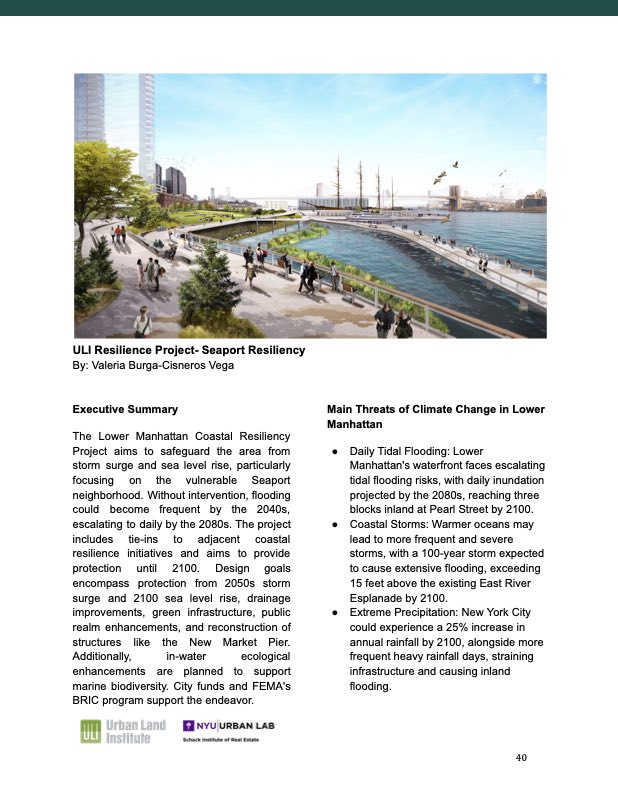 ULI Resilience Project- Seaport Resiliency
By: Valeria Burga-Cisneros Vega
Executive Summary
The Lower Manhattan Coastal Resiliency
Project aims to safeguard the area from
storm surge and sea level rise, particularly
focusing on the vulnerable Seaport
neighborhood. Without intervention, flooding
could become frequent by the 2040s,
escalating to daily by the 2080s. The project
includes tie-ins to adjacent coastal
resilience initiatives and aims to provide
protection until 2100. Design goals
encompass protection from 2050s storm
surge and 2100 sea level rise, drainage
improvements, green infrastructure, public
realm enhancements, and reconstruction of
structures like the New Market Pier.
Additionally, in-water ecological
enhancements are planned to support
marine biodiversity. City funds and FEMA's
BRIC program support the endeavor.
Main Threats of Climate Change in Lower
Manhattan
● Daily Tidal Flooding: Lower
Manhattan's waterfront faces escalating
tidal flooding risks, with daily inundation
projected by the 2080s, reaching three
blocks inland at Pearl Street by 2100.
● Coastal Storms: Warmer oceans may
lead to more frequent and severe
storms, with a 100-year storm expected
to cause extensive flooding, exceeding
15 feet above the existing East River
Esplanade by 2100.
● Extreme Precipitation: New York City
could experience a 25% increase in
annual rainfall by 2100, alongside more
frequent heavy rainfall days, straining
infrastructure and causing inland
flooding.
ULI Urban Land
Institute
NYU URBAN LAB
Schack Institute of Real Estate
40